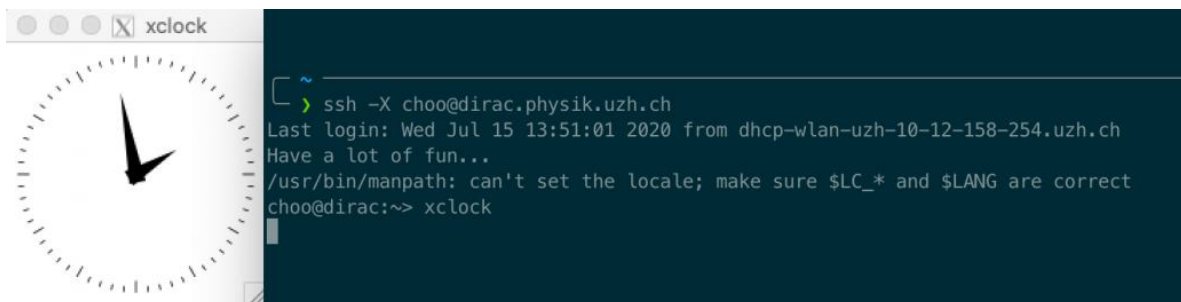 xclock
~
❯ ssh -X choo@dirac.physik.uzh.ch
Last login: Wed Jul 15 13:51:01 2020 from dhcp-wlan-uzh-10-12-158-254.uzh.ch
Have a lot of fun...
/usr/bin/manpath: can't set the locale; make sure $LC_* and $LANG are correct
choo@dirac:~> xclock